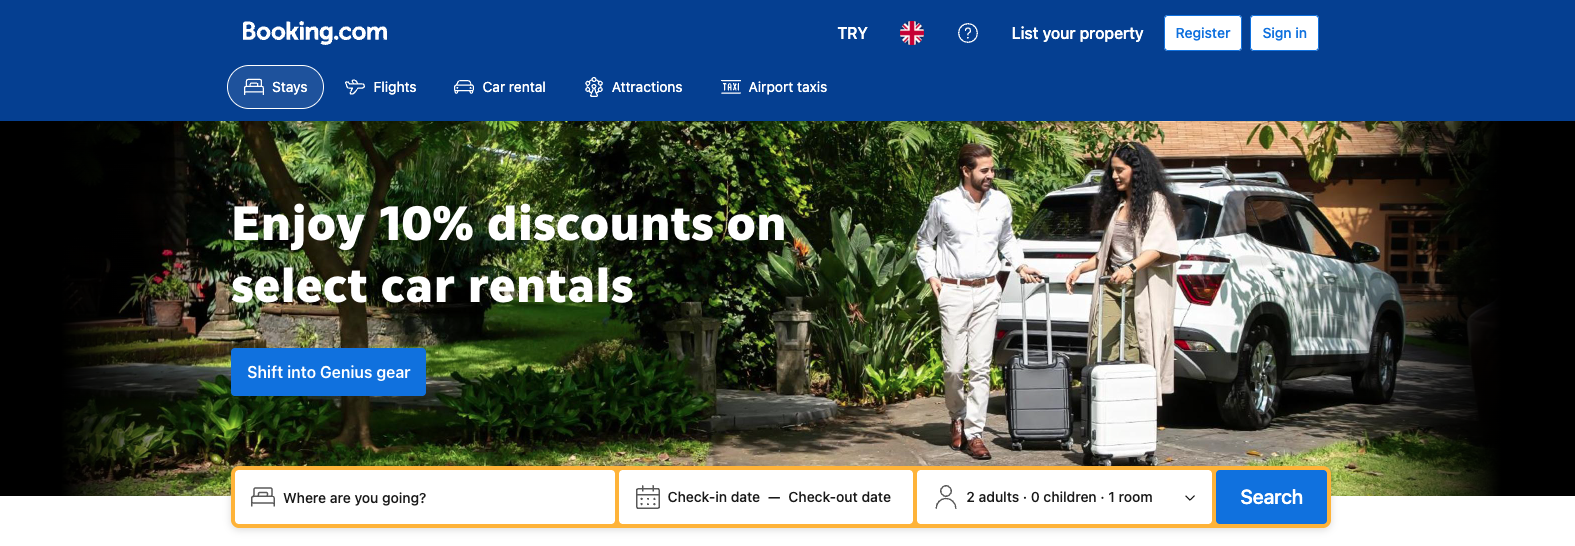 Booking.com
TRY
List your property
Register
Sign in
Stays
Flights
Car rental
Attractions
TAXI
Airport taxis
Enjoy 10% discounts on
select car rentals
Shift into Genius gear
Where are you going?
Check-in date — Check-out date
2 adults · 0 children · 1 room
Search